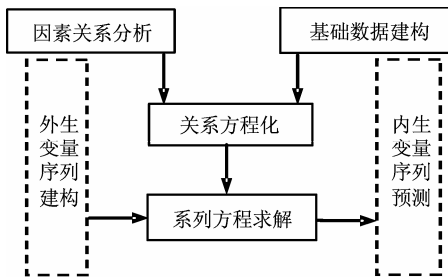 因素关系分析
基础数据建构
外生
变量
序列
建构
关系方程化
系列方程求解
内生
变量
序列
预测